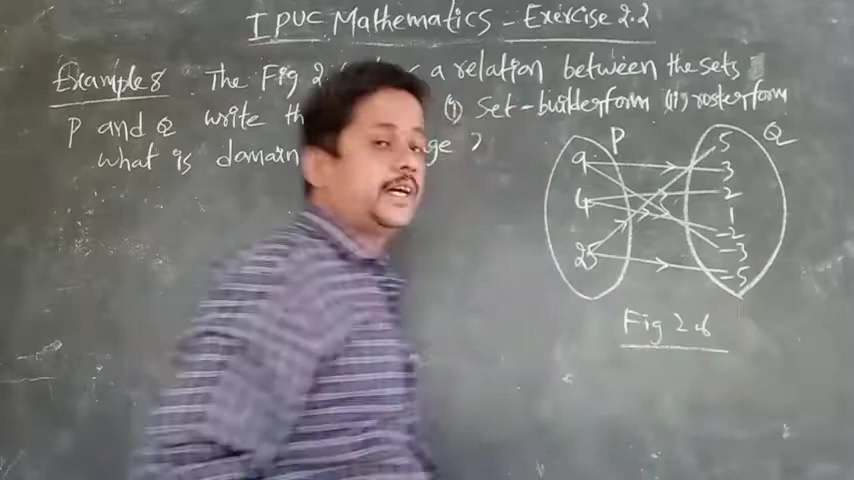 I PUC Mathematics - Exercise 2.2
Example 8 The Fig 2. a relation between the sets
P and Q write th (i) Set-builder form (ii) roster form
what is domain ge ?
P Q
9
4
25
5
3
2
1
-2
-3
-5
Fig 2.6